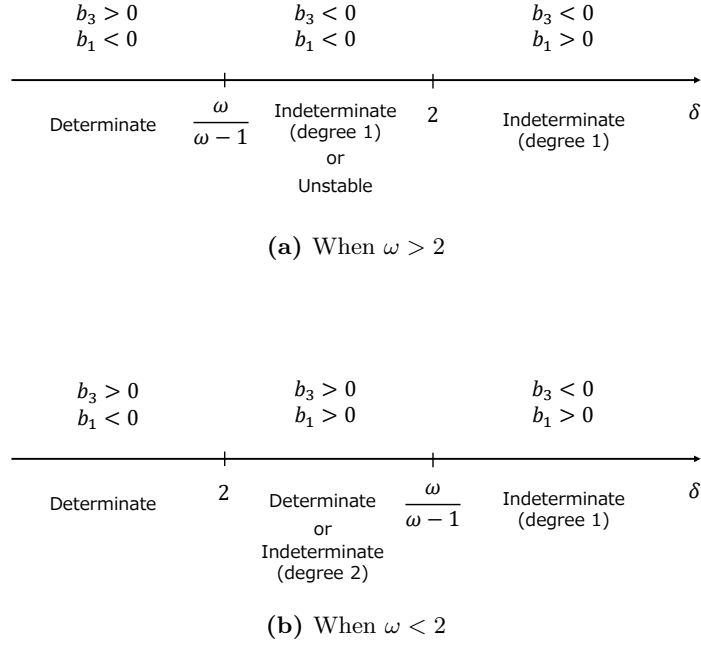 b₃ > 0 b₃ < 0 b₃ < 0
b₁ < 0 b₁ < 0 b₁ > 0
Determinate ω/(ω − 1) Indeterminate 2 Indeterminate δ
(degree 1) (degree 1)
or
Unstable
(a) When ω > 2
b₃ > 0 b₃ > 0 b₃ < 0
b₁ < 0 b₁ > 0 b₁ > 0
Determinate 2 Determinate ω/(ω − 1) Indeterminate δ
or (degree 1)
Indeterminate
(degree 2)
(b) When ω < 2